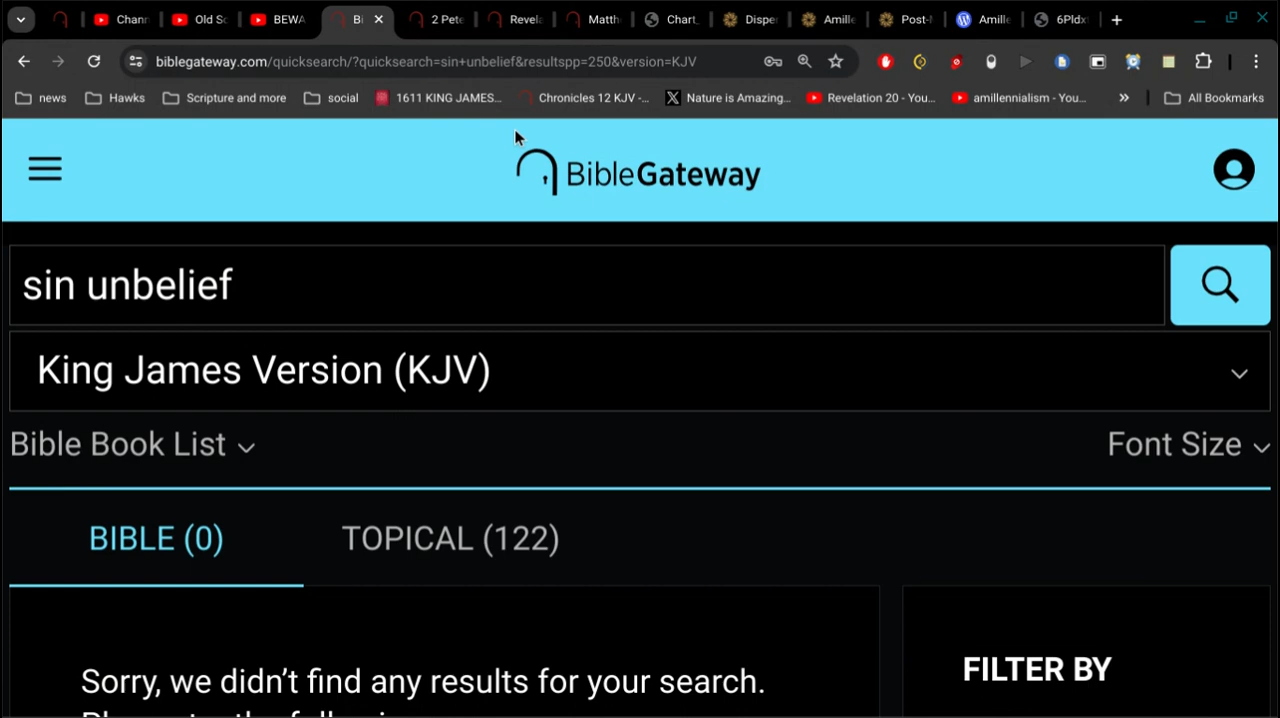 Chann
Old Sc
BEWA
Bi
2 Pete
Revela
Matth
Chart_
Disper
Amille
Post-
Amille
6Pldx
biblegateway.com/quicksearch/?quicksearch=sin+unbelief&resultspp=250&version=KJV
news
Hawks
Scripture and more
social
1611 KING JAMES...
Chronicles 12 KJV -...
Nature is Amazing...
Revelation 20 - You...
amillennialism - You...
All Bookmarks
BibleGateway
sin unbelief
King James Version (KJV)
Bible Book List
Font Size
BIBLE (0)
TOPICAL (122)
Sorry, we didn't find any results for your search.
FILTER BY